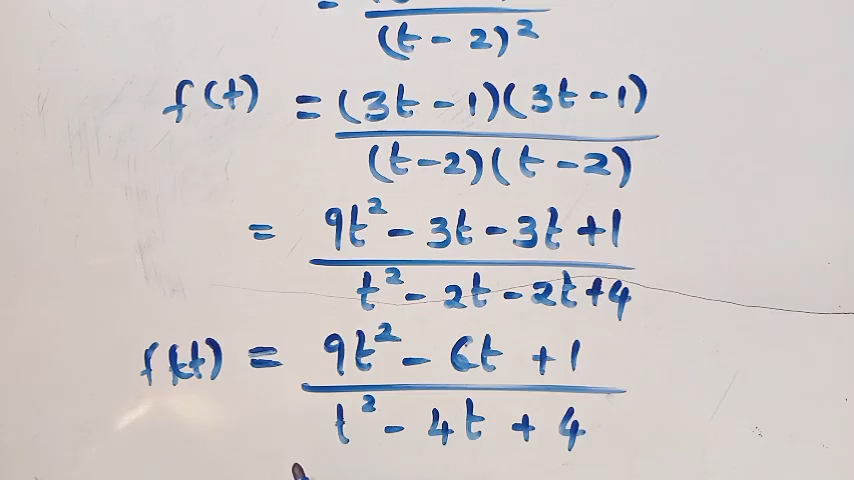 = (t - 2)²
f(t) = (3t - 1)(3t - 1) / (t - 2)(t - 2)
= 9t² - 3t - 3t + 1 / t² - 2t - 2t + 4
f(t) = 9t² - 6t + 1 / t² - 4t + 4